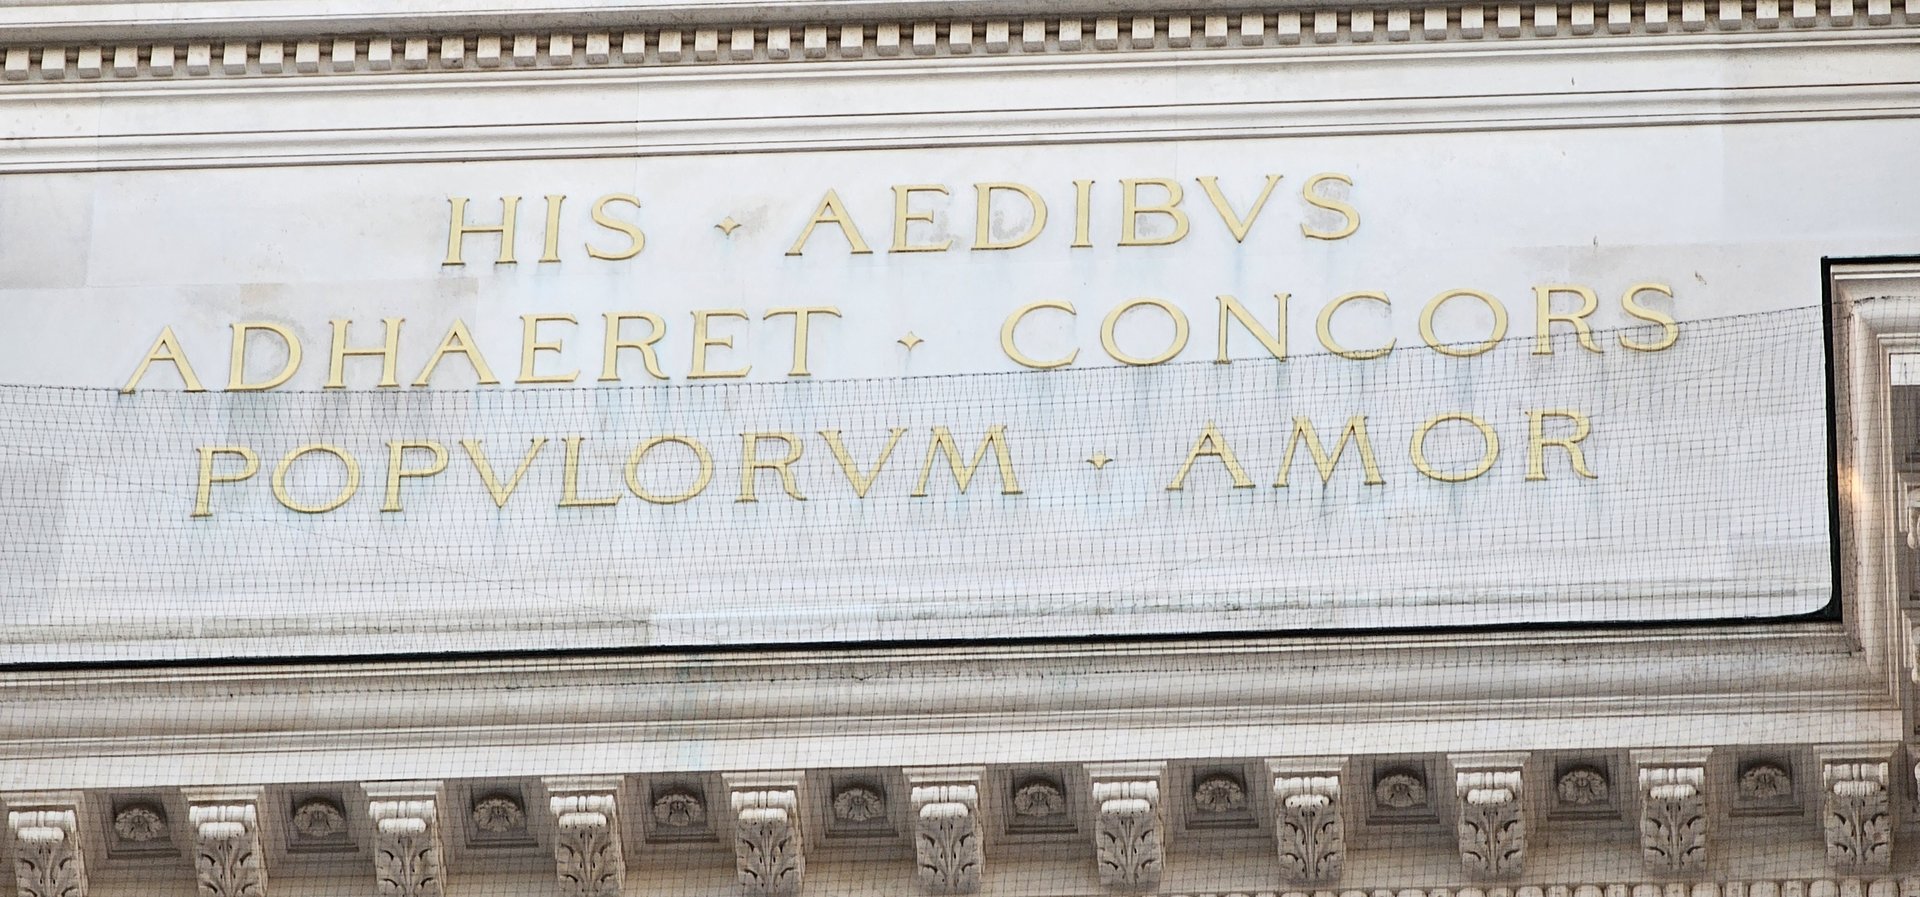 HIS · AEDIBVS
ADHAERET · CONCORS
POPVLORVM · AMOR